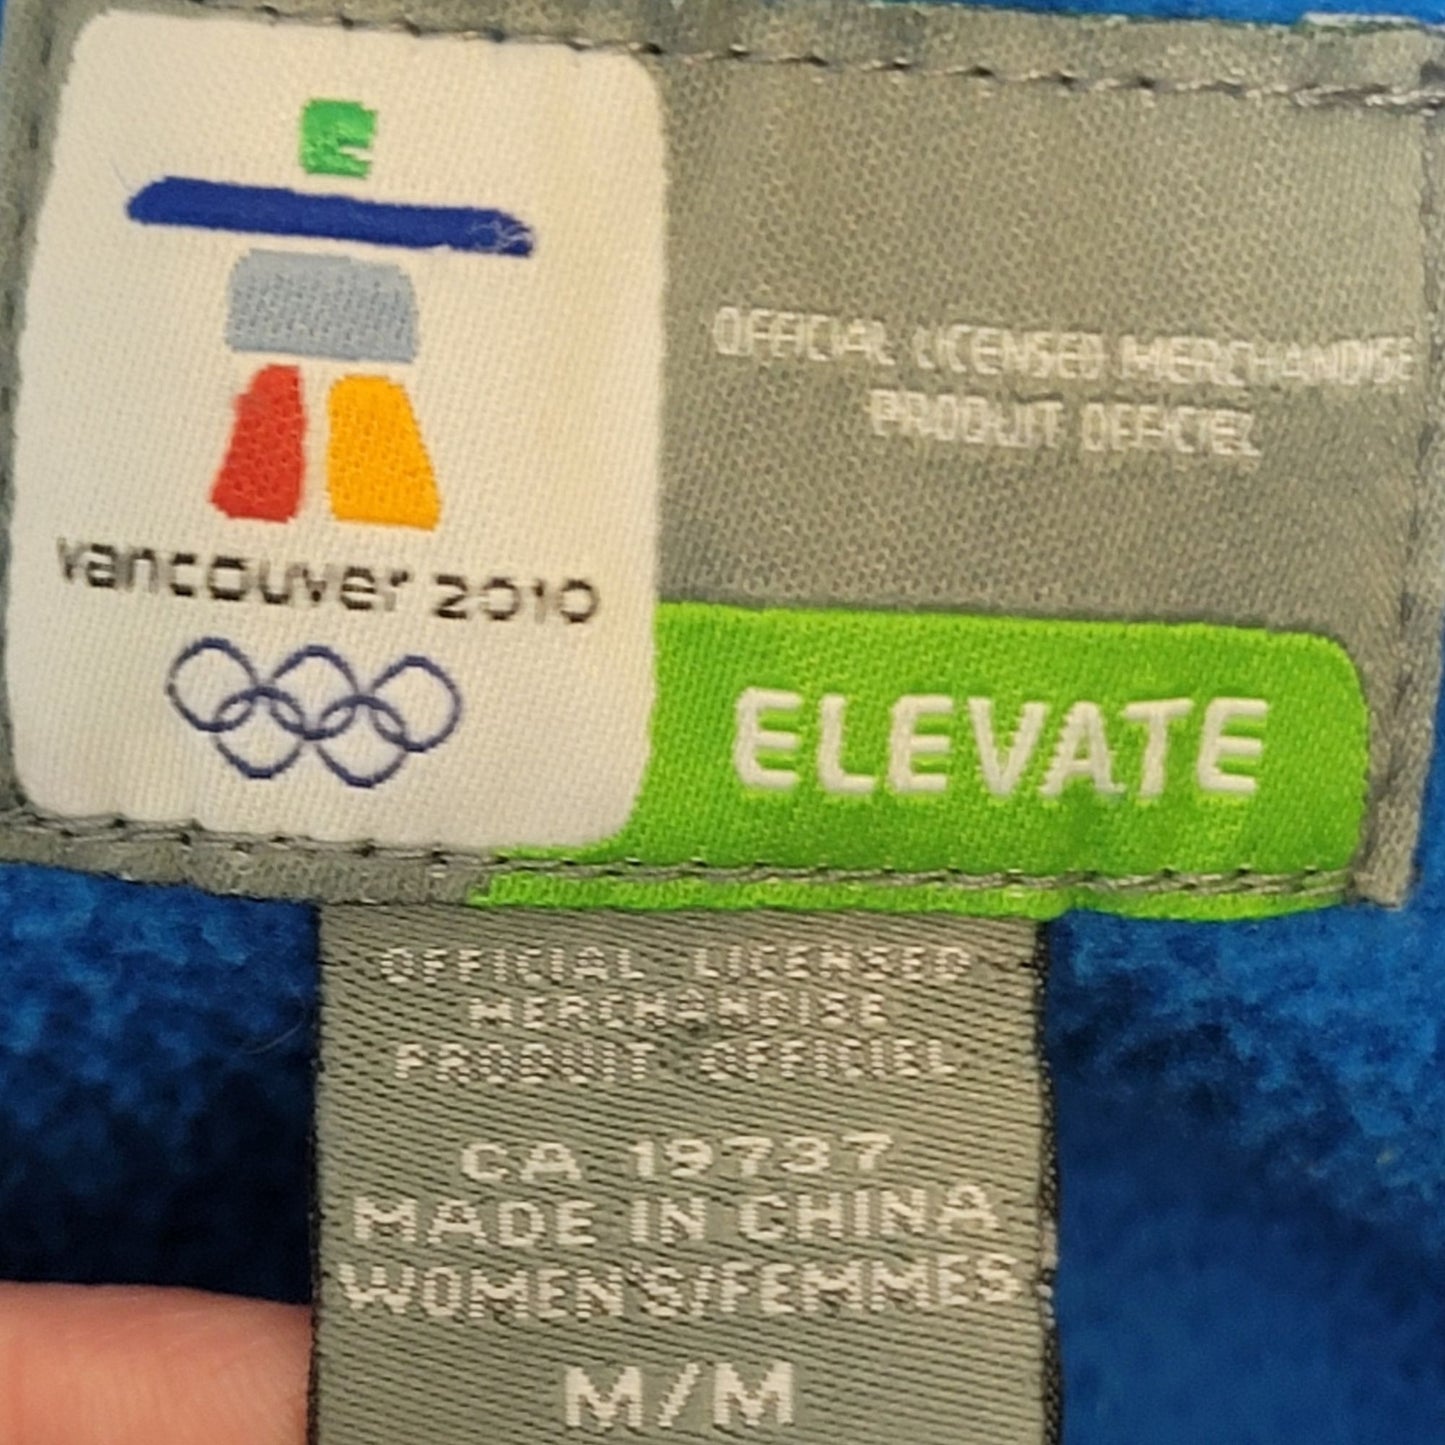 vancouver 2010
OFFICIAL LICENSED MERCHANDISE
PRODUIT OFFICIEL
ELEVATE
OFFICIAL LICENSED
MERCHANDISE
PRODUIT OFFICIEL
CA 19737
MADE IN CHINA
WOMEN'S/FEMMES
M/M